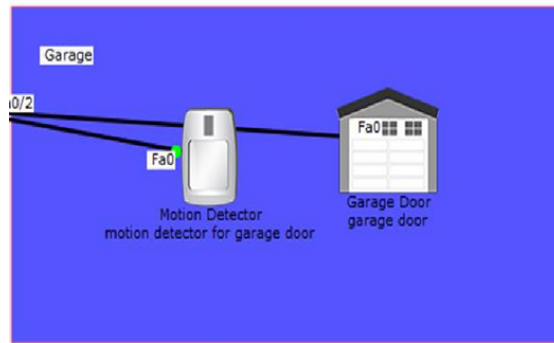 Garage
0/2
Fa0
Fa0
Motion Detector
motion detector for garage door
Garage Door
garage door